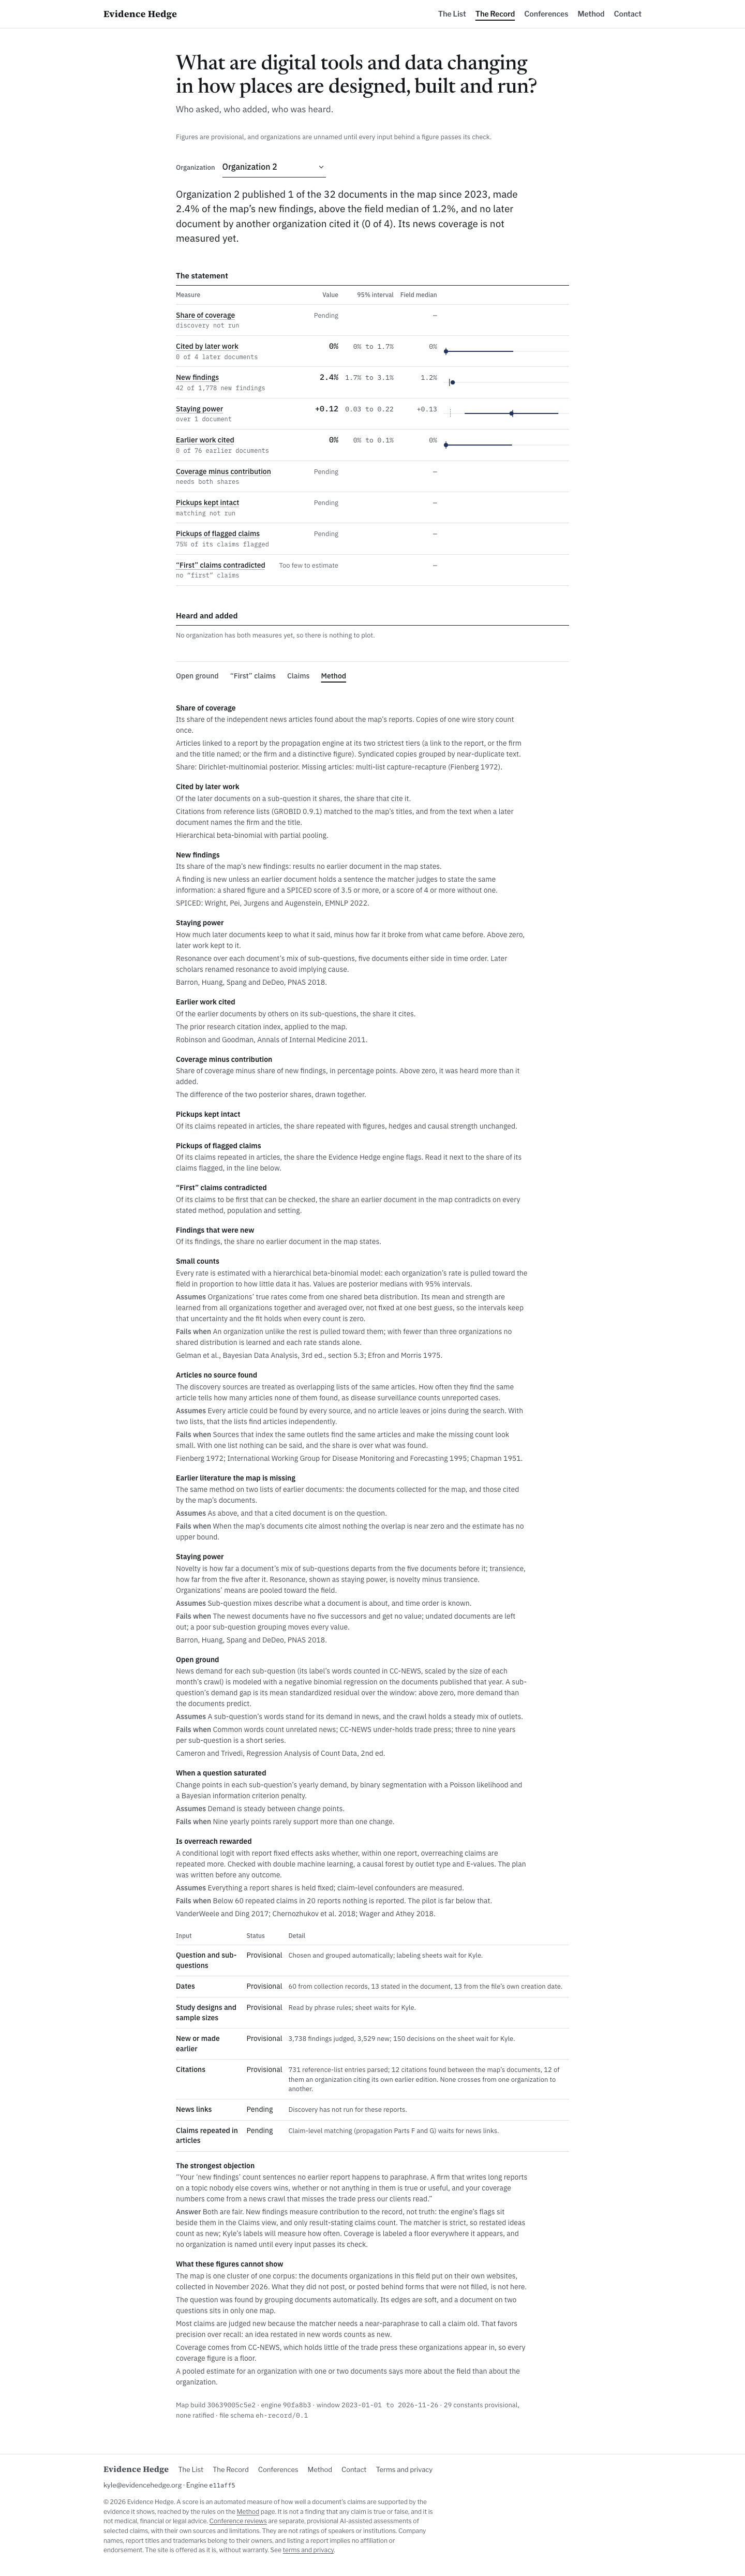 Evidence Hedge
The List The Record Conferences Method Contact
What are digital tools and data changing
in how places are designed, built and run?
Who asked, who added, who was heard.
Figures are provisional, and organizations are unnamed until every input behind a figure passes its check.
Organization Organization 2
Organization 2 published 1 of the 32 documents in the map since 2023, made
2.4% of the map's new findings, above the field median of 1.2%, and no later
document by another organization cited it (0 of 4). Its news coverage is not
measured yet.
The statement
Measure Value 95% interval Field median
Share of coverage Pending –
discovery not run
Cited by later work 0% 0% to 1.7% 0%
0 of 4 later documents
New findings 2.4% 1.7% to 3.1% 1.2%
42 of 1,778 new findings
Staying power +0.12 0.03 to 0.22 +0.13
over 1 document
Earlier work cited 0% 0% to 0.1% 0%
0 of 76 earlier documents
Coverage minus contribution Pending –
needs both shares
Pickups kept intact Pending –
matching not run
Pickups of flagged claims Pending –
75% of its claims flagged
"First" claims contradicted Too few to estimate –
no "first" claims
Heard and added
No organization has both measures yet, so there is nothing to plot.
Open ground "First" claims Claims Method
Share of coverage
Its share of the independent news articles found about the map's reports. Copies of one wire story count
once.
Articles linked to a report by the propagation engine at its two strictest tiers (a link to the report, or the firm
and the title named; or the firm and a distinctive figure). Syndicated copies grouped by near-duplicate text.
Share: Dirichlet-multinomial posterior. Missing articles: multi-list capture-recapture (Fienberg 1972).
Cited by later work
Of the later documents on a sub-question it shares, the share that cite it.
Citations from reference lists (GROBID 0.9.1) matched to the map's titles, and from the text when a later
document names the firm and the title.
Hierarchical beta-binomial with partial pooling.
New findings
Its share of the map's new findings: results no earlier document in the map states.
A finding is new unless an earlier document holds a sentence the matcher judges to state the same
information: a shared figure and a SPICED score of 3.5 or more, or a score of 4 or more without one.
SPICED: Wright, Pei, Jurgens and Augenstein, EMNLP 2022.
Staying power
How much later documents keep to what it said, minus how far it broke from what came before. Above zero,
later work kept to it.
Resonance over each document's mix of sub-questions, five documents either side in time order. Later
scholars renamed resonance to avoid implying cause.
Barron, Huang, Spang and DeDeo, PNAS 2018.
Earlier work cited
Of the earlier documents by others on its sub-questions, the share it cites.
The prior research citation index, applied to the map.
Robinson and Goodman, Annals of Internal Medicine 2011.
Coverage minus contribution
Share of coverage minus share of new findings, in percentage points. Above zero, it was heard more than it
added.
The difference of the two posterior shares, drawn together.
Pickups kept intact
Of its claims repeated in articles, the share repeated with figures, hedges and causal strength unchanged.
Pickups of flagged claims
Of its claims repeated in articles, the share the Evidence Hedge engine flags. Read it next to the share of its
claims flagged, in the line below.
"First" claims contradicted
Of its claims to be first that can be checked, the share an earlier document in the map contradicts on every
stated method, population and setting.
Findings that were new
Of its findings, the share no earlier document in the map states.
Small counts
Every rate is estimated with a hierarchical beta-binomial model: each organization's rate is pulled toward the
field in proportion to how little data it has. Values are posterior medians with 95% intervals.
Assumes Organizations' true rates come from one shared beta distribution. Its mean and strength are
learned from all organizations together and averaged over, not fixed at one best guess, so the intervals keep
that uncertainty and the fit holds when every count is zero.
Fails when An organization unlike the rest is pulled toward them; with fewer than three organizations no
shared distribution is learned and each rate stands alone.
Gelman et al., Bayesian Data Analysis, 3rd ed., section 5.3; Efron and Morris 1975.
Articles no source found
The discovery sources are treated as overlapping lists of the same articles. How often they find the same
article tells how many articles none of them found, as disease surveillance counts unreported cases.
Assumes Every article could be found by every source, and no article leaves or joins during the search. With
two lists, that the lists find articles independently.
Fails when Sources that index the same outlets find the same articles and make the missing count look
small. With one list nothing can be said, and the share is over what was found.
Fienberg 1972; International Working Group for Disease Monitoring and Forecasting 1995; Chapman 1951.
Earlier literature the map is missing
The same method on two lists of earlier documents: the documents collected for the map, and those cited
by the map's documents.
Assumes As above, and that a cited document is on the question.
Fails when When the map's documents cite almost nothing the overlap is near zero and the estimate has no
upper bound.
Staying power
Novelty is how far a document's mix of sub-questions departs from the five documents before it; transience,
how far from the five after it. Resonance, shown as staying power, is novelty minus transience.
Organizations' means are pooled toward the field.
Assumes Sub-question mixes describe what a document is about, and time order is known.
Fails when The newest documents have no five successors and get no value; undated documents are left
out; a poor sub-question grouping moves every value.
Barron, Huang, Spang and DeDeo, PNAS 2018.
Open ground
News demand for each sub-question (its label's words counted in CC-NEWS, scaled by the size of each
month's crawl) is modeled with a negative binomial regression on the documents published that year. A sub-
question's demand gap is its mean standardized residual over the window: above zero, more demand than
the documents predict.
Assumes A sub-question's words stand for its demand in news, and the crawl holds a steady mix of outlets.
Fails when Common words count unrelated news; CC-NEWS under-holds trade press; three to nine years
per sub-question is a short series.
Cameron and Trivedi, Regression Analysis of Count Data, 2nd ed.
When a question saturated
Change points in each sub-question's yearly demand, by binary segmentation with a Poisson likelihood and
a Bayesian information criterion penalty.
Assumes Demand is steady between change points.
Fails when Nine yearly points rarely support more than one change.
Is overreach rewarded
A conditional logit with report fixed effects asks whether, within one report, overreaching claims are
repeated more. Checked with double machine learning, a causal forest by outlet type and E-values. The plan
was written before any outcome.
Assumes Everything a report shares is held fixed; claim-level confounders are measured.
Fails when Below 60 repeated claims in 20 reports nothing is reported. The pilot is far below that.
VanderWeele and Ding 2017; Chernozhukov et al. 2018; Wager and Athey 2018.
Input Status Detail
Question and sub-
questions Provisional Chosen and grouped automatically; labeling sheets wait for Kyle.
Dates Provisional 60 from collection records, 13 stated in the document, 13 from the file's own creation date.
Study designs and
sample sizes Provisional Read by phrase rules; sheet waits for Kyle.
New or made
earlier Provisional 3,738 findings judged, 3,529 new; 150 decisions on the sheet wait for Kyle.
Citations Provisional 731 reference-list entries parsed; 12 citations found between the map's documents, 12 of
them an organization citing its own earlier edition. None crosses from one organization to
another.
News links Pending Discovery has not run for these reports.
Claims repeated in
articles Pending Claim-level matching (propagation Parts F and G) waits for news links.
The strongest objection
"Your 'new findings' count sentences no earlier report happens to paraphrase. A firm that writes long reports
on a topic nobody else covers wins, whether or not anything in them is true or useful, and your coverage
numbers come from a news crawl that misses the trade press our clients read."
Answer Both are fair. New findings measure contribution to the record, not truth: the engine's flags sit
beside them in the Claims view, and only result-stating claims count. The matcher is strict, so restated ideas
count as new; Kyle's labels will measure how often. Coverage is labeled a floor everywhere it appears, and
no organization is named until every input passes its check.
What these figures cannot show
The map is one cluster of one corpus: the documents organizations in this field put on their own websites,
collected in November 2026. What they did not post, or posted behind forms that were not filled, is not here.
The question was found by grouping documents automatically. Its edges are soft, and a document on two
questions sits in only one map.
Most claims are judged new because the matcher needs a near-paraphrase to call a claim old. That favors
precision over recall: an idea restated in new words counts as new.
Coverage comes from CC-NEWS, which holds little of the trade press these organizations appear in, so every
coverage figure is a floor.
A pooled estimate for an organization with one or two documents says more about the field than about the
organization.
Map build 30639005c5e2 · engine 90fa8b3 · window 2023-01-01 to 2026-11-26 · 29 constants provisional,
none ratified · file schema eh-record/0.1
Evidence Hedge The List The Record Conferences Method Contact Terms and privacy
kyle@evidencehedge.org · Engine e11aff5
© 2026 Evidence Hedge. A score is an automated measure of how well a document's claims are supported by the
evidence it shows, reached by the rules on the Method page. It is not a finding that any claim is true or false, and it is
not medical, financial or legal advice. Conference reviews are separate, provisional AI-assisted assessments of
selected claims, with their own sources and limitations. They are not ratings of speakers or institutions. Company
names, report titles and trademarks belong to their owners, and listing a report implies no affiliation or
endorsement. The site is offered as it is, without warranty. See terms and privacy.